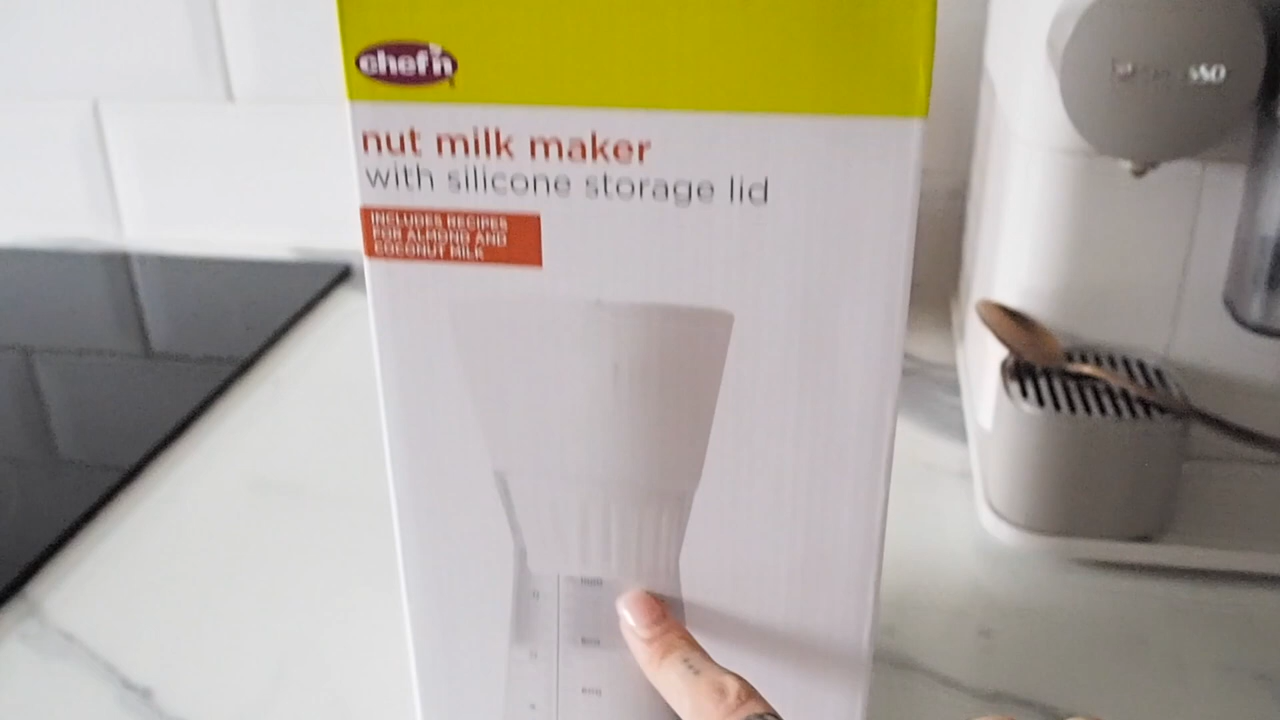 chef'n
nut milk maker
with silicone storage lid
INCLUDES RECIPES
FOR ALMOND AND
COCONUT MILK